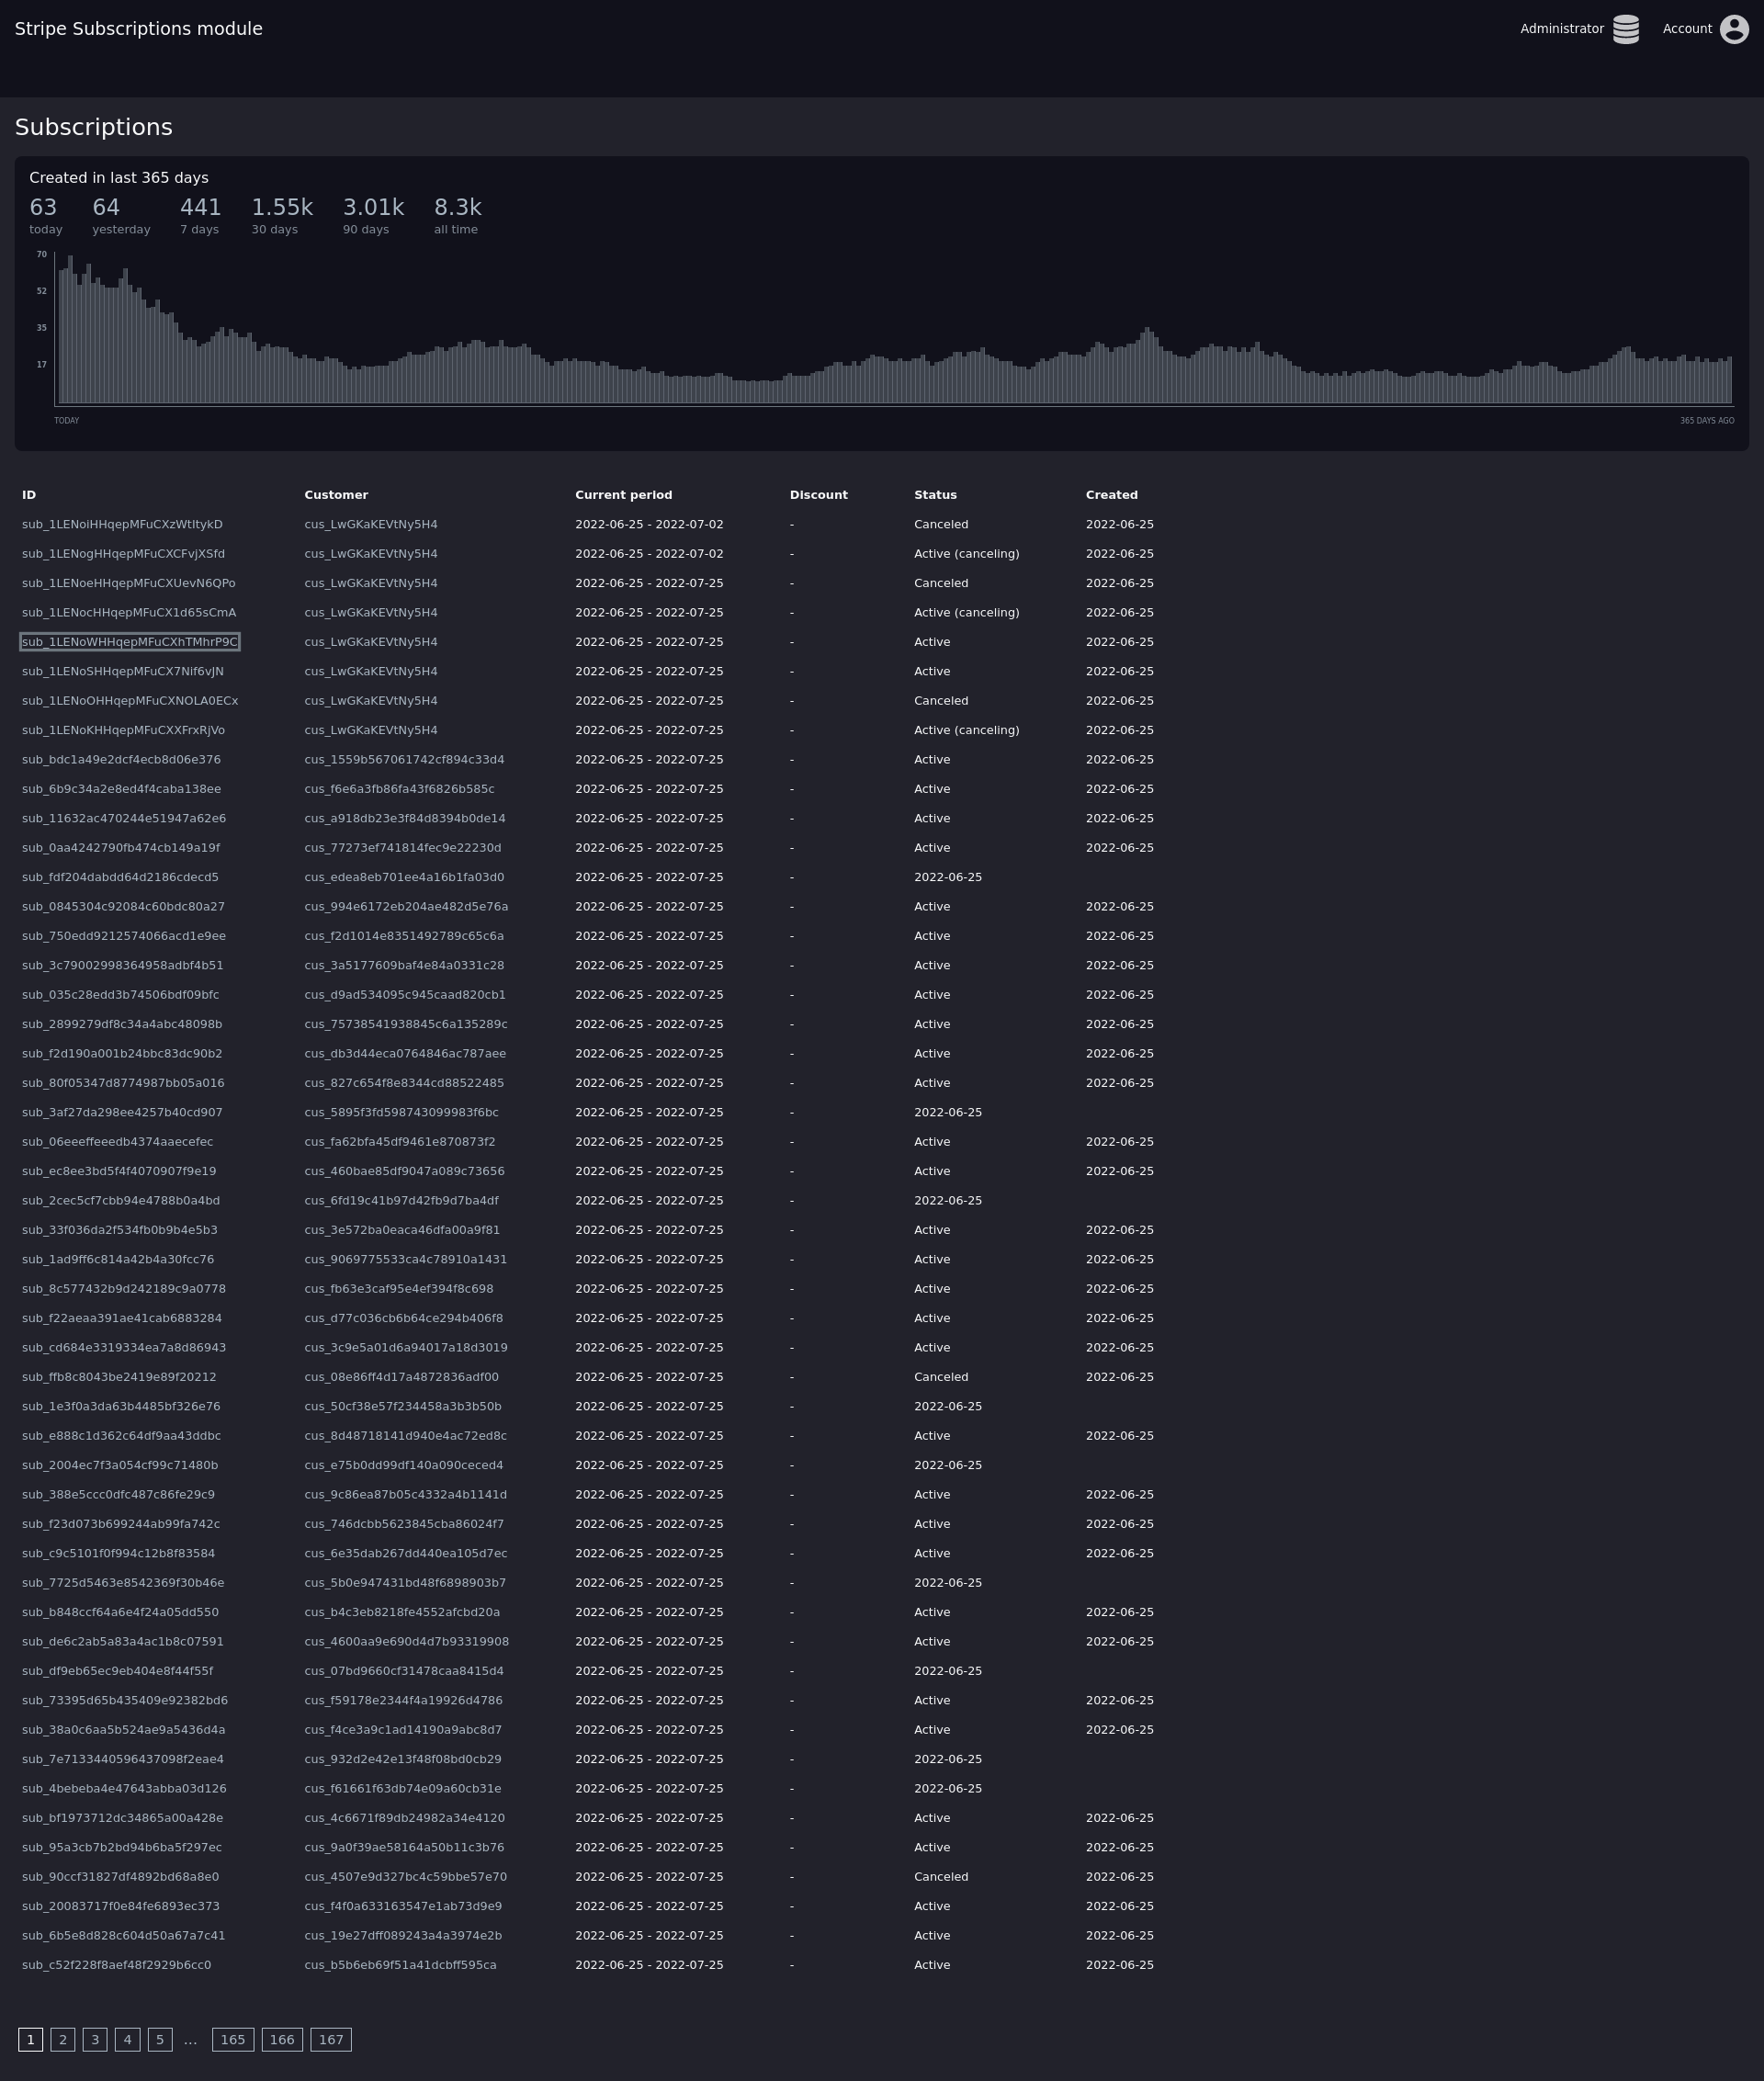 Stripe Subscriptions module Administrator Account
Subscriptions
Created in last 365 days
63 64 441 1.55k 3.01k 8.3k
today yesterday 7 days 30 days 90 days all time
70
52
35
17
TODAY 365 DAYS AGO
ID Customer Current period Discount Status Created
sub_1LENoiHHqepMFuCXzWtItykD cus_LwGKaKEVtNy5H4 2022-06-25 - 2022-07-02 - Canceled 2022-06-25
sub_1LENogHHqepMFuCXCFvjXSfd cus_LwGKaKEVtNy5H4 2022-06-25 - 2022-07-02 - Active (canceling) 2022-06-25
sub_1LENoeHHqepMFuCXUevN6QPo cus_LwGKaKEVtNy5H4 2022-06-25 - 2022-07-25 - Canceled 2022-06-25
sub_1LENocHHqepMFuCX1d65sCmA cus_LwGKaKEVtNy5H4 2022-06-25 - 2022-07-25 - Active (canceling) 2022-06-25
sub_1LENoWHHqepMFuCXhTMhrP9C cus_LwGKaKEVtNy5H4 2022-06-25 - 2022-07-25 - Active 2022-06-25
sub_1LENoSHHqepMFuCX7Nif6vJN cus_LwGKaKEVtNy5H4 2022-06-25 - 2022-07-25 - Active 2022-06-25
sub_1LENoOHHqepMFuCXNOLA0ECx cus_LwGKaKEVtNy5H4 2022-06-25 - 2022-07-25 - Canceled 2022-06-25
sub_1LENoKHHqepMFuCXXFrxRjVo cus_LwGKaKEVtNy5H4 2022-06-25 - 2022-07-25 - Active (canceling) 2022-06-25
sub_bdc1a49e2dcf4ecb8d06e376 cus_1559b567061742cf894c33d4 2022-06-25 - 2022-07-25 - Active 2022-06-25
sub_6b9c34a2e8ed4f4caba138ee cus_f6e6a3fb86fa43f6826b585c 2022-06-25 - 2022-07-25 - Active 2022-06-25
sub_11632ac470244e51947a62e6 cus_a918db23e3f84d8394b0de14 2022-06-25 - 2022-07-25 - Active 2022-06-25
sub_0aa4242790fb474cb149a19f cus_77273ef741814fec9e22230d 2022-06-25 - 2022-07-25 - Active 2022-06-25
sub_fdf204dabdd64d2186cdecd5 cus_edea8eb701ee4a16b1fa03d0 2022-06-25 - 2022-07-25 - 2022-06-25
sub_0845304c92084c60bdc80a27 cus_994e6172eb204ae482d5e76a 2022-06-25 - 2022-07-25 - Active 2022-06-25
sub_750edd9212574066acd1e9ee cus_f2d1014e8351492789c65c6a 2022-06-25 - 2022-07-25 - Active 2022-06-25
sub_3c79002998364958adbf4b51 cus_3a5177609baf4e84a0331c28 2022-06-25 - 2022-07-25 - Active 2022-06-25
sub_035c28edd3b74506bdf09bfc cus_d9ad534095c945caad820cb1 2022-06-25 - 2022-07-25 - Active 2022-06-25
sub_2899279df8c34a4abc48098b cus_75738541938845c6a135289c 2022-06-25 - 2022-07-25 - Active 2022-06-25
sub_f2d190a001b24bbc83dc90b2 cus_db3d44eca0764846ac787aee 2022-06-25 - 2022-07-25 - Active 2022-06-25
sub_80f05347d8774987bb05a016 cus_827c654f8e8344cd88522485 2022-06-25 - 2022-07-25 - Active 2022-06-25
sub_3af27da298ee4257b40cd907 cus_5895f3fd598743099983f6bc 2022-06-25 - 2022-07-25 - 2022-06-25
sub_06eeeffeeedb4374aaecefec cus_fa62bfa45df9461e870873f2 2022-06-25 - 2022-07-25 - Active 2022-06-25
sub_ec8ee3bd5f4f4070907f9e19 cus_460bae85df9047a089c73656 2022-06-25 - 2022-07-25 - Active 2022-06-25
sub_2cec5cf7cbb94e4788b0a4bd cus_6fd19c41b97d42fb9d7ba4df 2022-06-25 - 2022-07-25 - 2022-06-25
sub_33f036da2f534fb0b9b4e5b3 cus_3e572ba0eaca46dfa00a9f81 2022-06-25 - 2022-07-25 - Active 2022-06-25
sub_1ad9ff6c814a42b4a30fcc76 cus_9069775533ca4c78910a1431 2022-06-25 - 2022-07-25 - Active 2022-06-25
sub_8c577432b9d242189c9a0778 cus_fb63e3caf95e4ef394f8c698 2022-06-25 - 2022-07-25 - Active 2022-06-25
sub_f22aeaa391ae41cab6883284 cus_d77c036cb6b64ce294b406f8 2022-06-25 - 2022-07-25 - Active 2022-06-25
sub_cd684e3319334ea7a8d86943 cus_3c9e5a01d6a94017a18d3019 2022-06-25 - 2022-07-25 - Active 2022-06-25
sub_ffb8c8043be2419e89f20212 cus_08e86ff4d17a4872836adf00 2022-06-25 - 2022-07-25 - Canceled 2022-06-25
sub_1e3f0a3da63b4485bf326e76 cus_50cf38e57f234458a3b3b50b 2022-06-25 - 2022-07-25 - 2022-06-25
sub_e888c1d362c64df9aa43ddbc cus_8d48718141d940e4ac72ed8c 2022-06-25 - 2022-07-25 - Active 2022-06-25
sub_2004ec7f3a054cf99c71480b cus_e75b0dd99df140a090ceced4 2022-06-25 - 2022-07-25 - 2022-06-25
sub_388e5ccc0dfc487c86fe29c9 cus_9c86ea87b05c4332a4b1141d 2022-06-25 - 2022-07-25 - Active 2022-06-25
sub_f23d073b699244ab99fa742c cus_746dcbb5623845cba86024f7 2022-06-25 - 2022-07-25 - Active 2022-06-25
sub_c9c5101f0f994c12b8f83584 cus_6e35dab267dd440ea105d7ec 2022-06-25 - 2022-07-25 - Active 2022-06-25
sub_7725d5463e8542369f30b46e cus_5b0e947431bd48f6898903b7 2022-06-25 - 2022-07-25 - 2022-06-25
sub_b848ccf64a6e4f24a05dd550 cus_b4c3eb8218fe4552afcbd20a 2022-06-25 - 2022-07-25 - Active 2022-06-25
sub_de6c2ab5a83a4ac1b8c07591 cus_4600aa9e690d4d7b93319908 2022-06-25 - 2022-07-25 - Active 2022-06-25
sub_df9eb65ec9eb404e8f44f55f cus_07bd9660cf31478caa8415d4 2022-06-25 - 2022-07-25 - 2022-06-25
sub_73395d65b435409e92382bd6 cus_f59178e2344f4a19926d4786 2022-06-25 - 2022-07-25 - Active 2022-06-25
sub_38a0c6aa5b524ae9a5436d4a cus_f4ce3a9c1ad14190a9abc8d7 2022-06-25 - 2022-07-25 - Active 2022-06-25
sub_7e7133440596437098f2eae4 cus_932d2e42e13f48f08bd0cb29 2022-06-25 - 2022-07-25 - 2022-06-25
sub_4bebeba4e47643abba03d126 cus_f61661f63db74e09a60cb31e 2022-06-25 - 2022-07-25 - 2022-06-25
sub_bf1973712dc34865a00a428e cus_4c6671f89db24982a34e4120 2022-06-25 - 2022-07-25 - Active 2022-06-25
sub_95a3cb7b2bd94b6ba5f297ec cus_9a0f39ae58164a50b11c3b76 2022-06-25 - 2022-07-25 - Active 2022-06-25
sub_90ccf31827df4892bd68a8e0 cus_4507e9d327bc4c59bbe57e70 2022-06-25 - 2022-07-25 - Canceled 2022-06-25
sub_20083717f0e84fe6893ec373 cus_f4f0a633163547e1ab73d9e9 2022-06-25 - 2022-07-25 - Active 2022-06-25
sub_6b5e8d828c604d50a67a7c41 cus_19e27dff089243a4a3974e2b 2022-06-25 - 2022-07-25 - Active 2022-06-25
sub_c52f228f8aef48f2929b6cc0 cus_b5b6eb69f51a41dcbff595ca 2022-06-25 - 2022-07-25 - Active 2022-06-25
1 2 3 4 5 ... 165 166 167